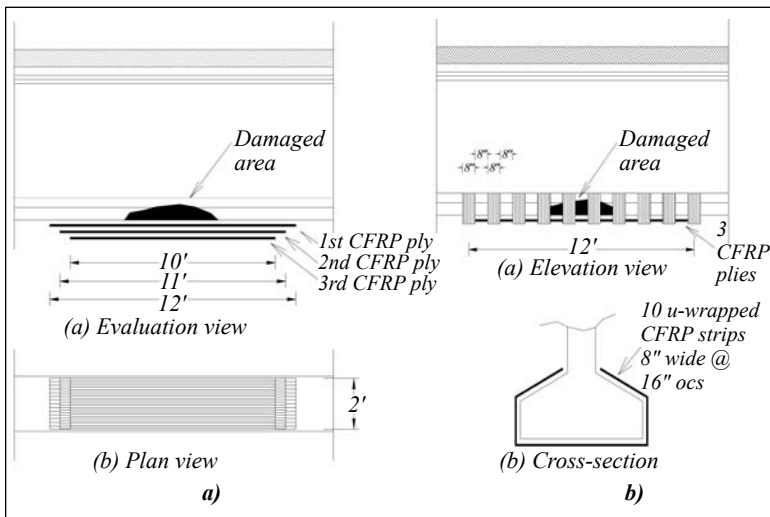 Damaged
area
1st CFRP ply
2nd CFRP ply
3rd CFRP ply
10'
11'
12'
(a) Evaluation view
2'
(b) Plan view
a)
8" 8"
8" 8"
Damaged
area
12'
3
CFRP
plies
(a) Elevation view
10 u-wrapped
CFRP strips
8" wide @
16" ocs
(b) Cross-section
b)